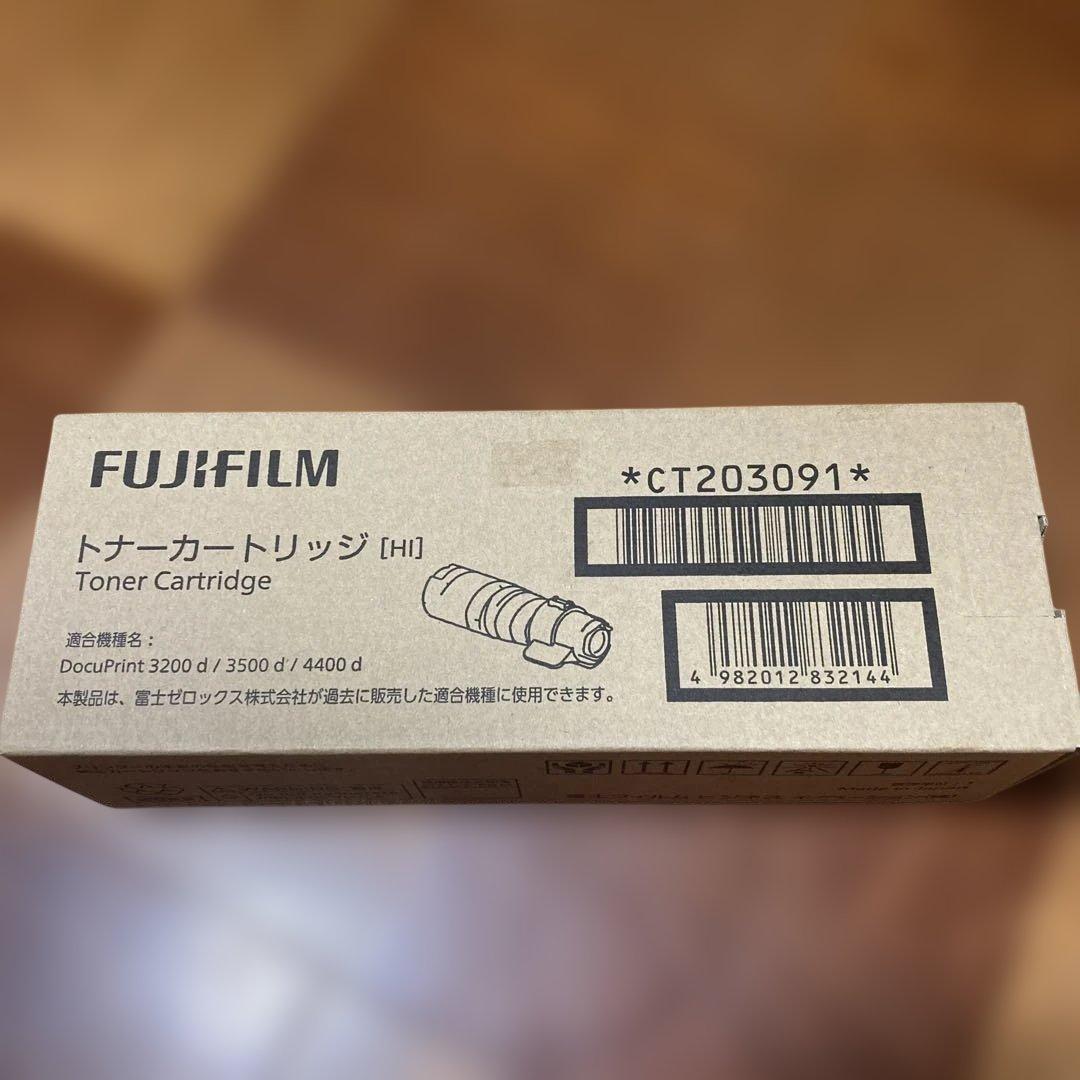 FUJIFILM
*CT203091*
トナーカートリッジ [HI]
Toner Cartridge
適合機種名：
DocuPrint 3200 d / 3500 d / 4400 d
本製品は、富士ゼロックス株式会社が過去に販売した適合機種に使用できます。
4 982012 832144
Made in Japan